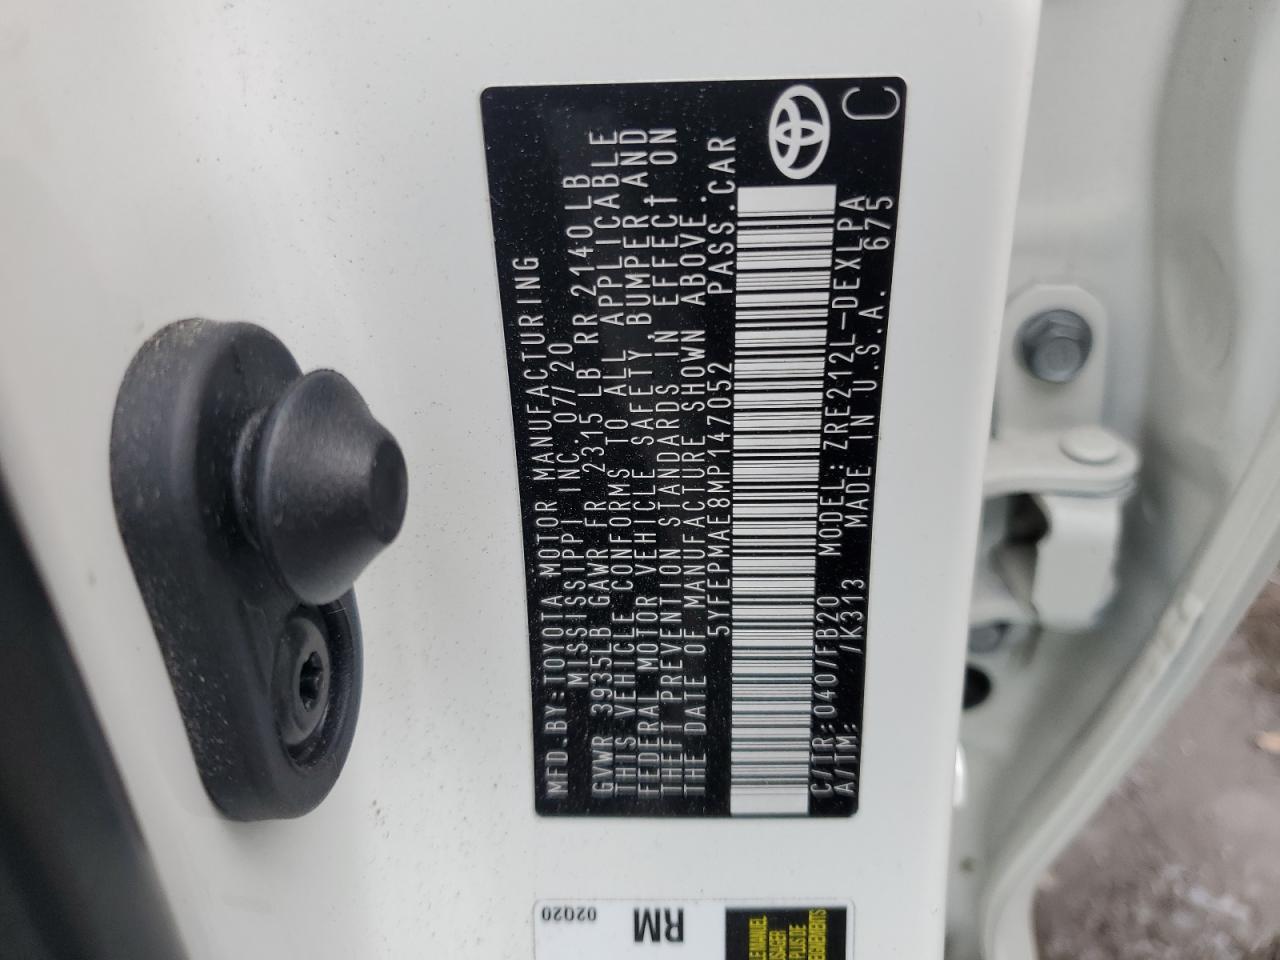 MFD.BY:TOYOTA MOTOR MANUFACTURING
MISSISSIPPI INC. 07/20
GVWR 3935LB GAWR FR 2315 LB RR 2140LB
THIS VEHICLE CONFORMS TO ALL APPLICABLE
FEDERAL MOTOR VEHICLE SAFETY, BUMPER, AND
THEFT PREVENTION STANDARDS IN EFFECT ON
THE DATE OF MANUFACTURE SHOWN ABOVE.
5YFEPMAE8MP147052 PASS.CAR
C/TR:0407/FB20 MODEL:ZRE212L-DEXLPA
A/TM: /K313 MADE IN U.S.A. 675
C
02Q20
RM